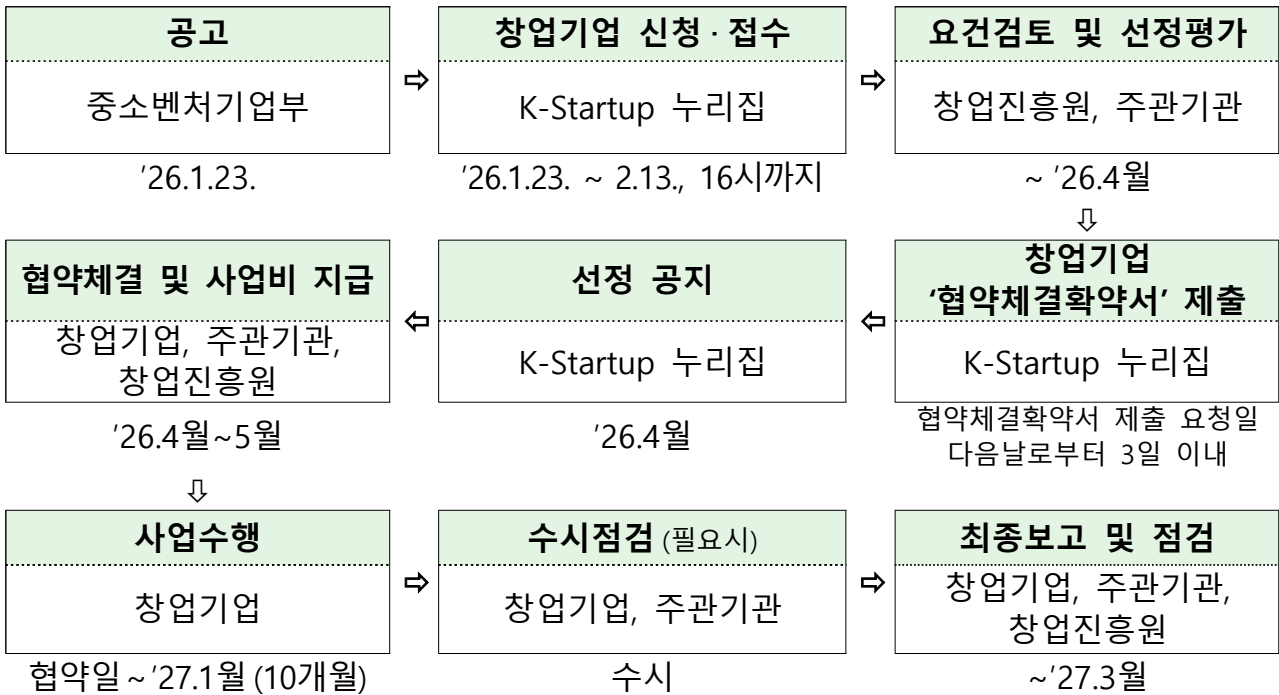 공고
중소벤처기업부
'26.1.23.
⇨
창업기업 신청·접수
K-Startup 누리집
'26.1.23. ~ 2.13., 16시까지
⇨
요건검토 및 선정평가
창업진흥원, 주관기관
~ '26.4월
⇩
창업기업
'협약체결확약서' 제출
K-Startup 누리집
협약체결확약서 제출 요청일
다음날로부터 3일 이내
⇦
선정 공지
K-Startup 누리집
'26.4월
⇦
협약체결 및 사업비 지급
창업기업, 주관기관,
창업진흥원
'26.4월~5월
⇩
사업수행
창업기업
협약일~'27.1월(10개월)
⇨
수시점검 (필요시)
창업기업, 주관기관
수시
⇨
최종보고 및 점검
창업기업, 주관기관,
창업진흥원
~'27.3월